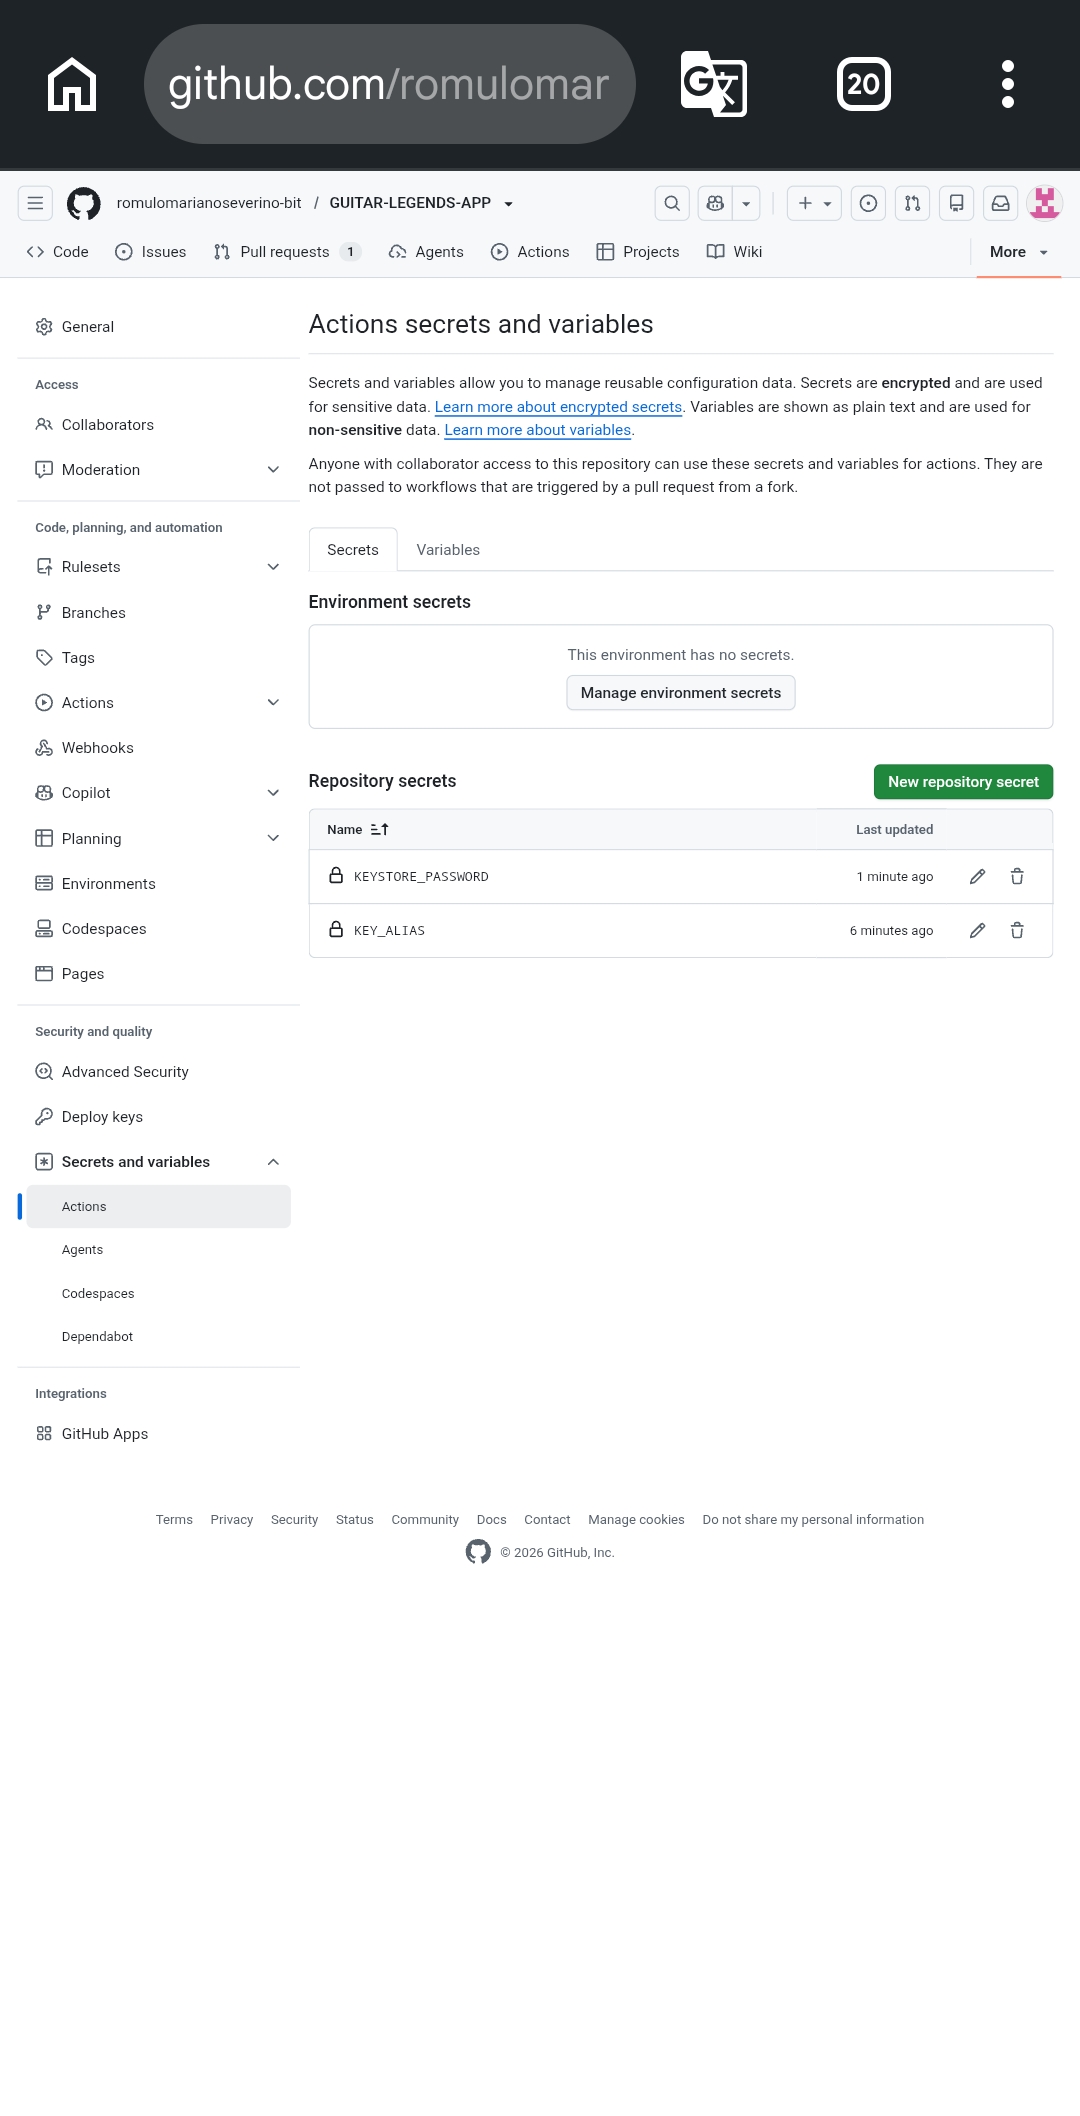 github.com/romulomar
20
romulomarianoseverino-bit / GUITAR-LEGENDS-APP
Code Issues Pull requests 1 Agents Actions Projects Wiki More
General
Access
Collaborators
Moderation
Code, planning, and automation
Rulesets
Branches
Tags
Actions
Webhooks
Copilot
Planning
Environments
Codespaces
Pages
Security and quality
Advanced Security
Deploy keys
Secrets and variables
Actions
Agents
Codespaces
Dependabot
Integrations
GitHub Apps
Actions secrets and variables
Secrets and variables allow you to manage reusable configuration data. Secrets are encrypted and are used
for sensitive data. Learn more about encrypted secrets. Variables are shown as plain text and are used for
non-sensitive data. Learn more about variables.
Anyone with collaborator access to this repository can use these secrets and variables for actions. They are
not passed to workflows that are triggered by a pull request from a fork.
Secrets Variables
Environment secrets
This environment has no secrets.
Manage environment secrets
Repository secrets New repository secret
Name Last updated
KEYSTORE_PASSWORD 1 minute ago
KEY_ALIAS 6 minutes ago
Terms Privacy Security Status Community Docs Contact Manage cookies Do not share my personal information
© 2026 GitHub, Inc.